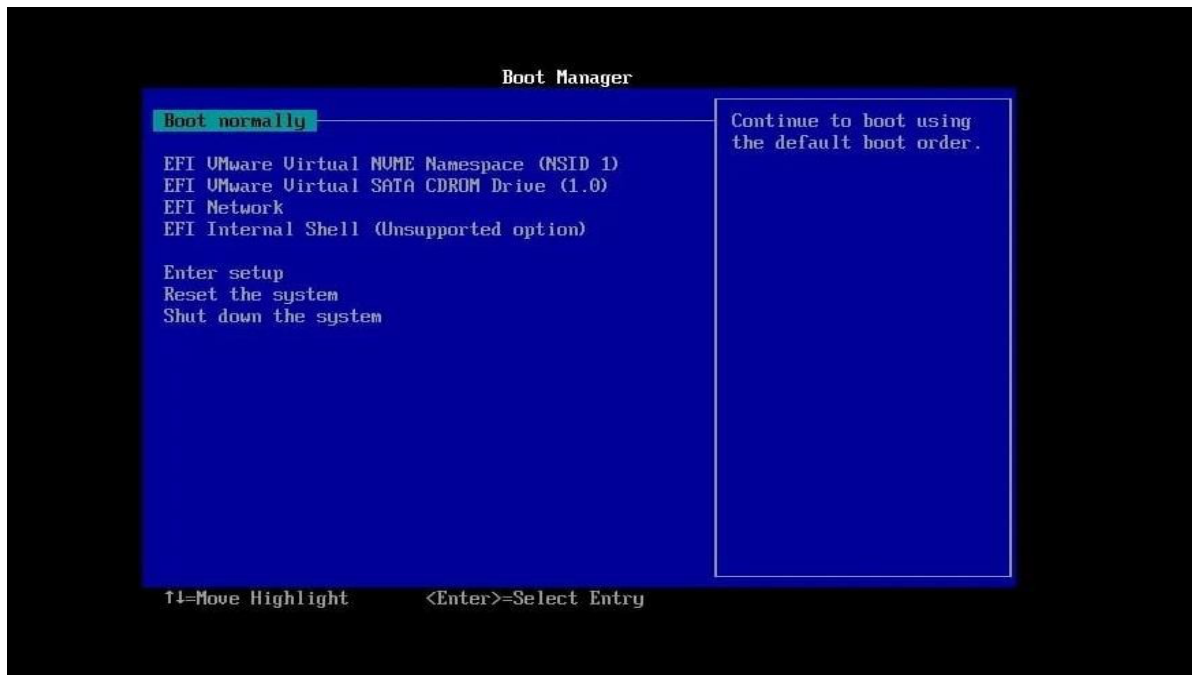 Boot Manager
Boot normally
EFI VMware Virtual NVME Namespace (NSID 1)
EFI VMware Virtual SATA CDROM Drive (1.0)
EFI Network
EFI Internal Shell (Unsupported option)
Enter setup
Reset the system
Shut down the system
Continue to boot using
the default boot order.
↑↓=Move Highlight <Enter>=Select Entry